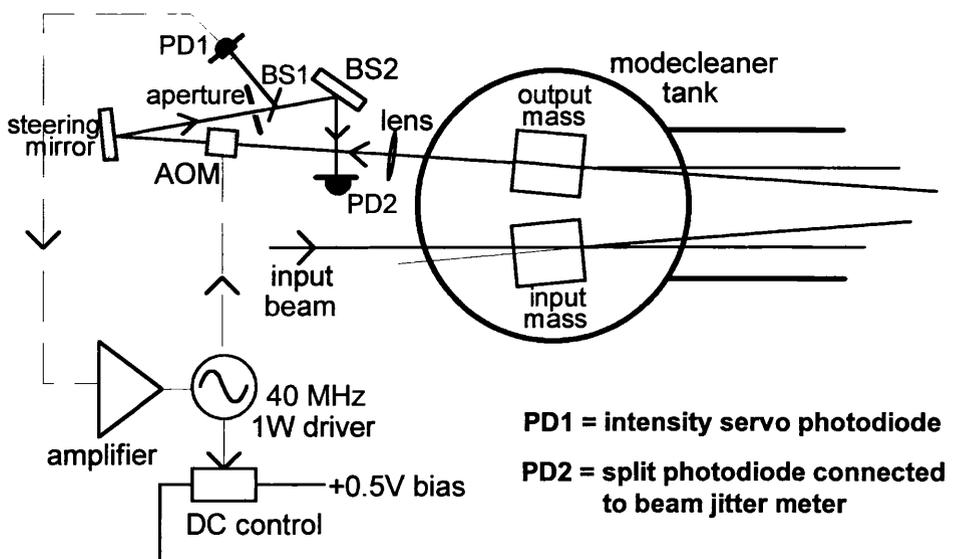 PD1
BS1
BS2
modecleaner
tank
aperture
output
mass
lens
steering
mirror
AOM
PD2
input
beam
input
mass
40 MHz
1W driver
amplifier
PD1 = intensity servo photodiode
+0.5V bias
PD2 = split photodiode connected
to beam jitter meter
DC control